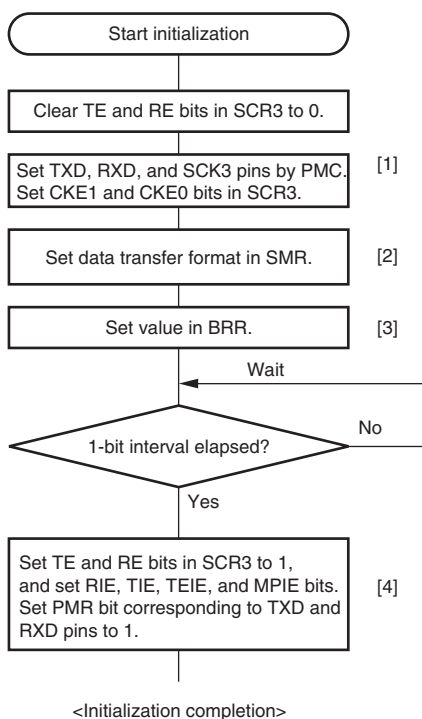 Start initialization
Clear TE and RE bits in SCR3 to 0.
Set TXD, RXD, and SCK3 pins by PMC.
Set CKE1 and CKE0 bits in SCR3.
[1]
Set data transfer format in SMR.
[2]
Set value in BRR.
[3]
Wait
1-bit interval elapsed?
No
Yes
Set TE and RE bits in SCR3 to 1,
and set RIE, TIE, TEIE, and MPIE bits.
Set PMR bit corresponding to TXD and
RXD pins to 1.
[4]
<Initialization completion>